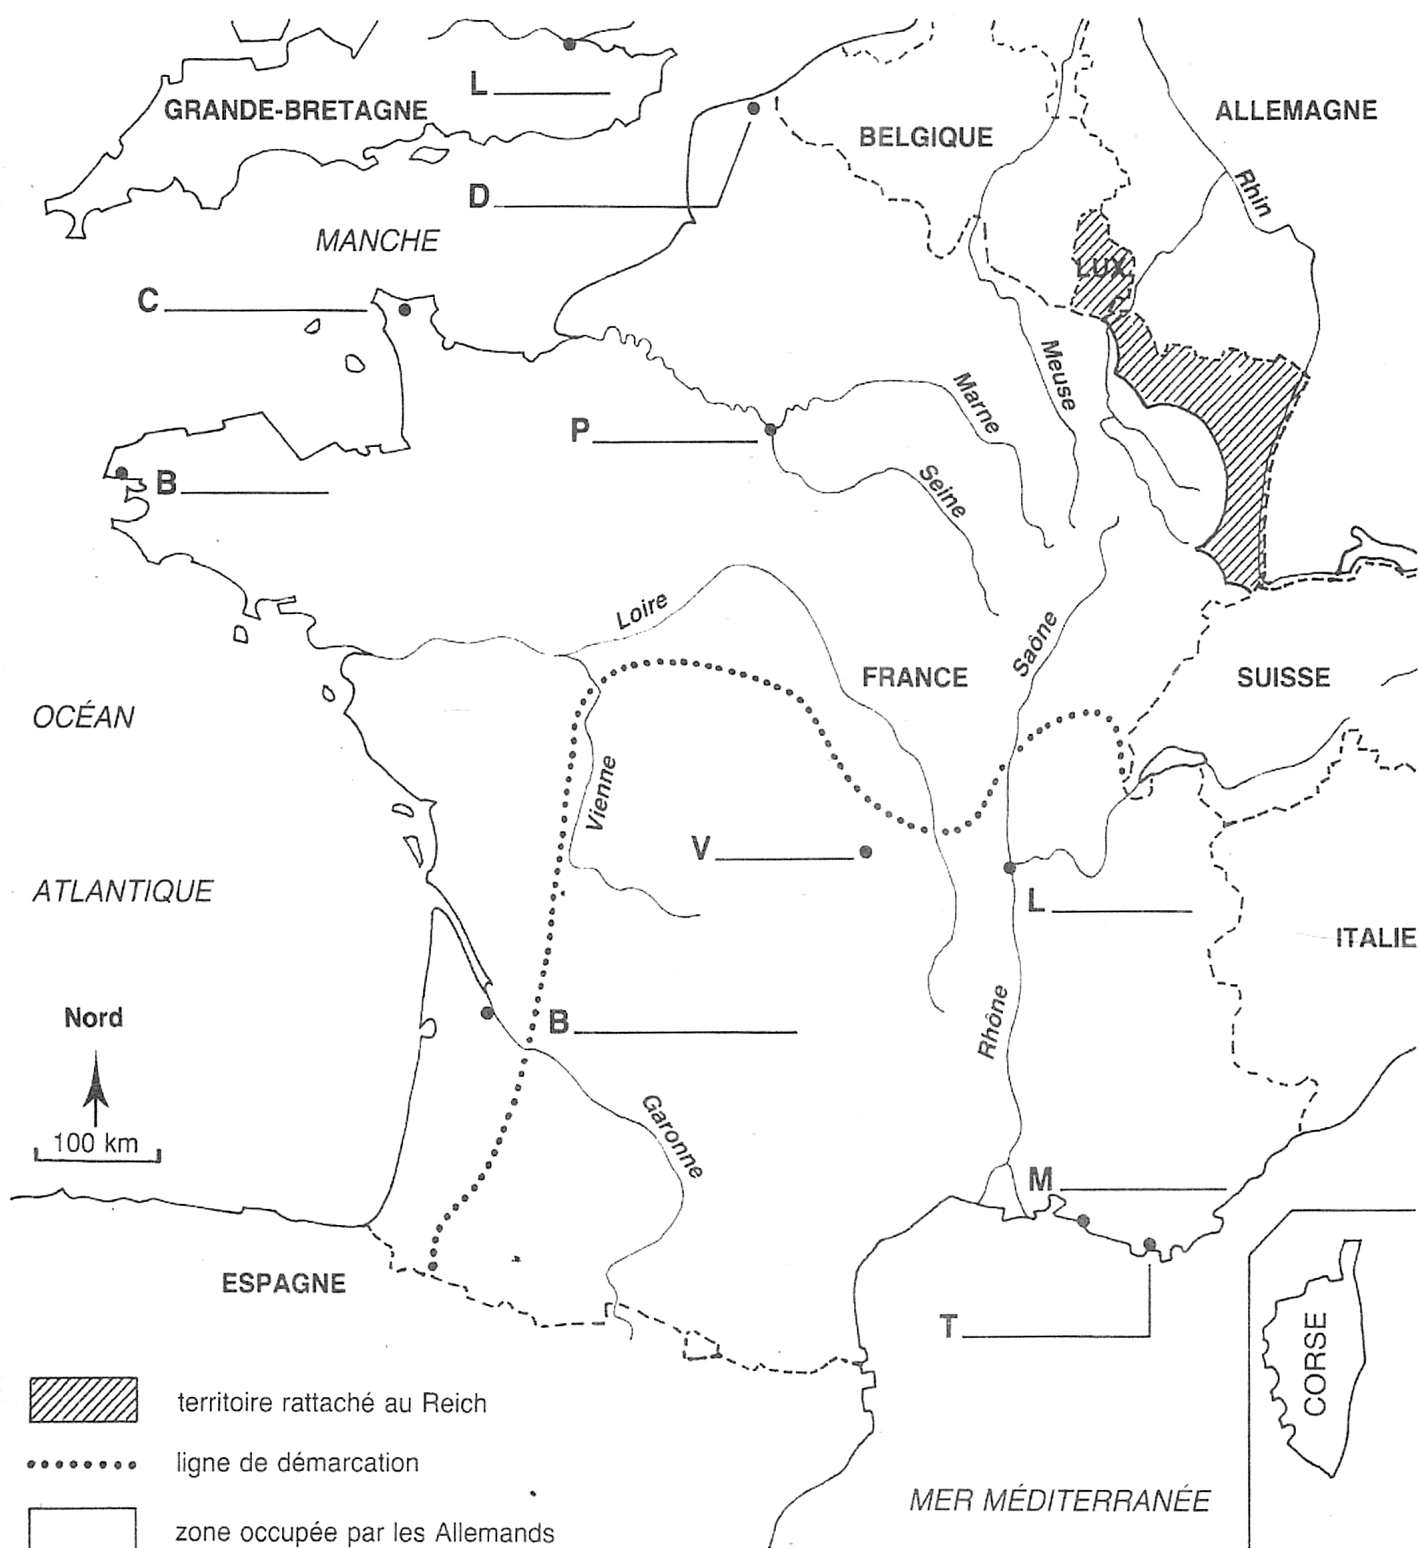 L
GRANDE-BRETAGNE
ALLEMAGNE
BELGIQUE
D
Rhin
MANCHE
LUX.
C
Meuse
Marne
P
Seine
B
Loire
Saône
FRANCE
SUISSE
OCÉAN
Vienne
V
ATLANTIQUE
L
ITALIE
Nord
B
Rhône
100 km
Garonne
M
ESPAGNE
T
CORSE
territoire rattaché au Reich
ligne de démarcation
MER MÉDITERRANÉE
zone occupée par les Allemands